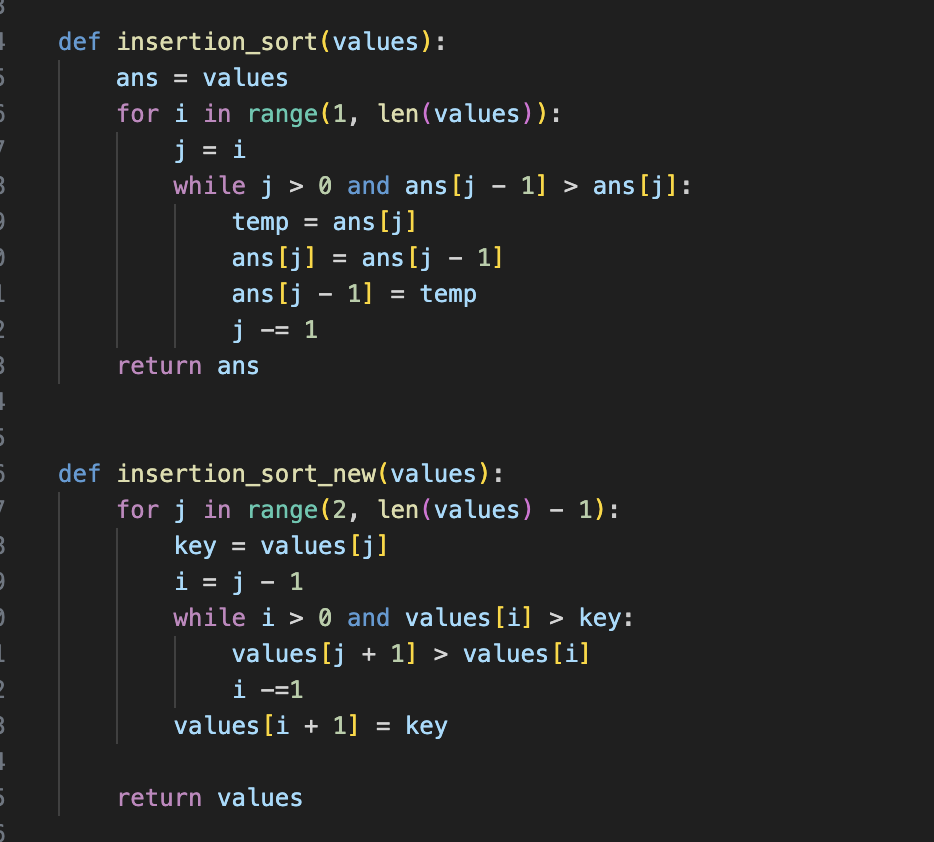 def insertion_sort(values):
    ans = values
    for i in range(1, len(values)):
        j = i
        while j > 0 and ans[j - 1] > ans[j]:
            temp = ans[j]
            ans[j] = ans[j - 1]
            ans[j - 1] = temp
            j -= 1
    return ans
def insertion_sort_new(values):
    for j in range(2, len(values) - 1):
        key = values[j]
        i = j - 1
        while i > 0 and values[i] > key:
            values[j + 1] > values[i]
            i -=1
        values[i + 1] = key
    return values